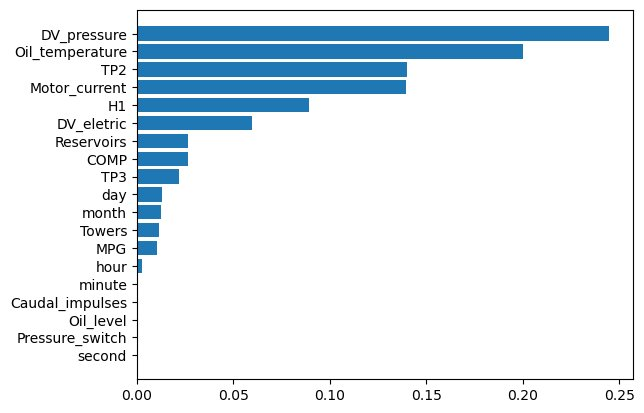 DV_pressure
Oil_temperature
TP2
Motor_current
H1
DV_eletric
Reservoirs
COMP
TP3
day
month
Towers
MPG
hour
minute
Caudal_impulses
Oil_level
Pressure_switch
second
0.00 0.05 0.10 0.15 0.20 0.25